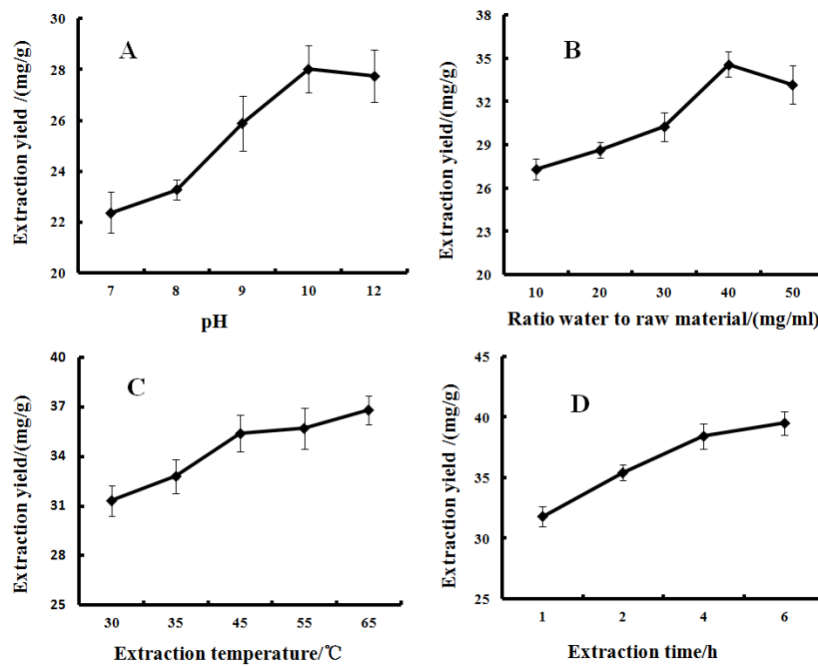 A
Extraction yield /(mg/g)
30
28
26
24
22
20
7 8 9 10 12
pH
B
Extraction yield/(mg/g)
38
35
32
29
26
23
20
10 20 30 40 50
Ratio water to raw material/(mg/ml)
C
Extraction yield/(mg/g)
40
37
34
31
28
25
30 35 45 55 65
Extraction temperature/℃
D
Extraction yield /(mg/g)
45
40
35
30
25
1 2 4 6
Extraction time/h